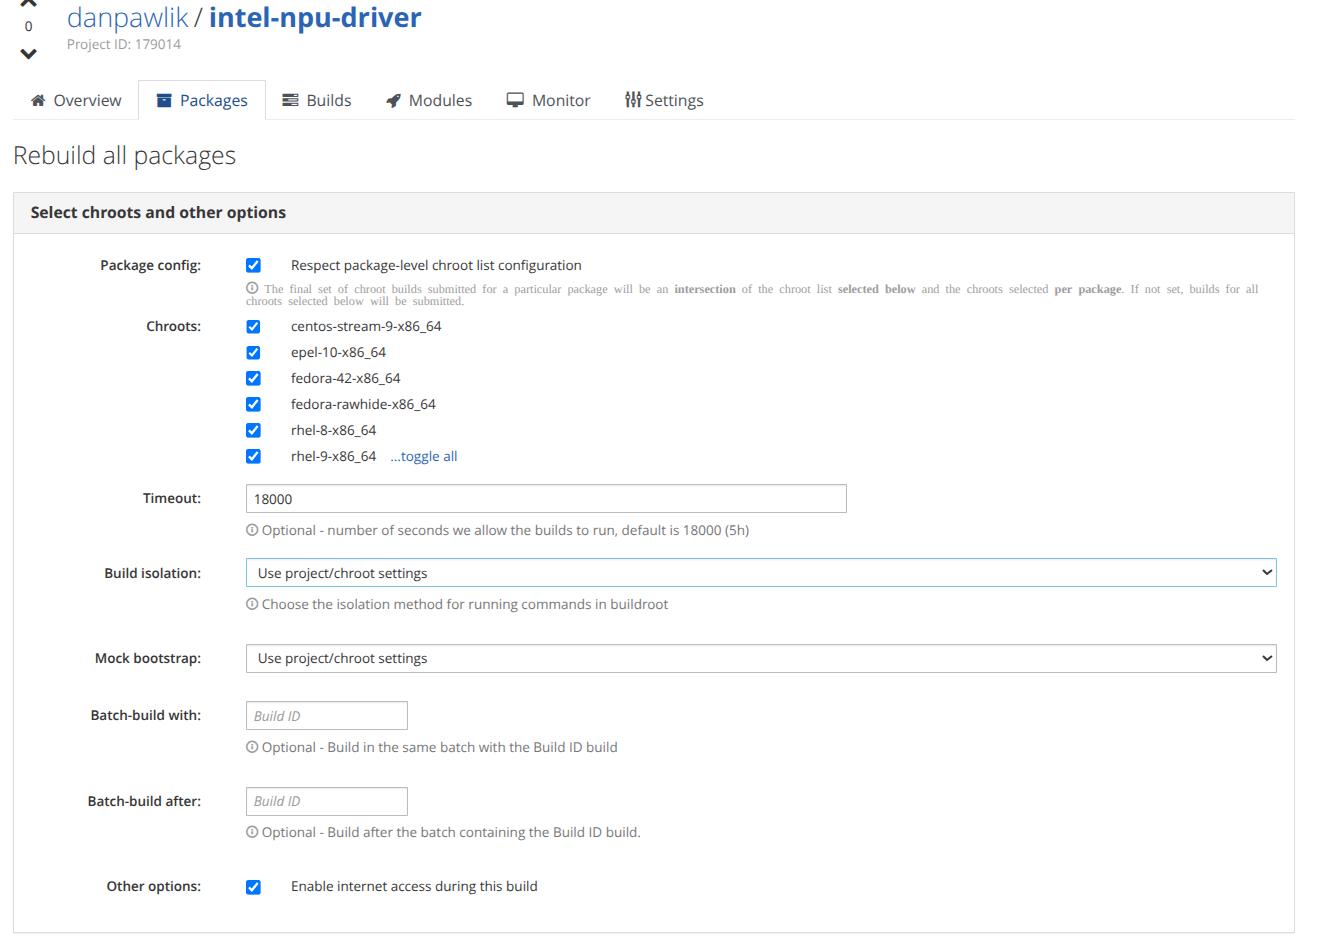 0
danpawlik / intel-npu-driver
Project ID: 179014
Overview
Packages
Builds
Modules
Monitor
Settings
Rebuild all packages
Select chroots and other options
Package config:
Respect package-level chroot list configuration
The final set of chroot builds submitted for a particular package will be an intersection of the chroot list selected below and the chroots selected per package. If not set, builds for all
chroots selected below will be submitted.
Chroots:
centos-stream-9-x86_64
epel-10-x86_64
fedora-42-x86_64
fedora-rawhide-x86_64
rhel-8-x86_64
rhel-9-x86_64 ...toggle all
Timeout:
18000
Optional - number of seconds we allow the builds to run, default is 18000 (5h)
Build isolation:
Use project/chroot settings
Choose the isolation method for running commands in buildroot
Mock bootstrap:
Use project/chroot settings
Batch-build with:
Build ID
Optional - Build in the same batch with the Build ID build
Batch-build after:
Build ID
Optional - Build after the batch containing the Build ID build.
Other options:
Enable internet access during this build